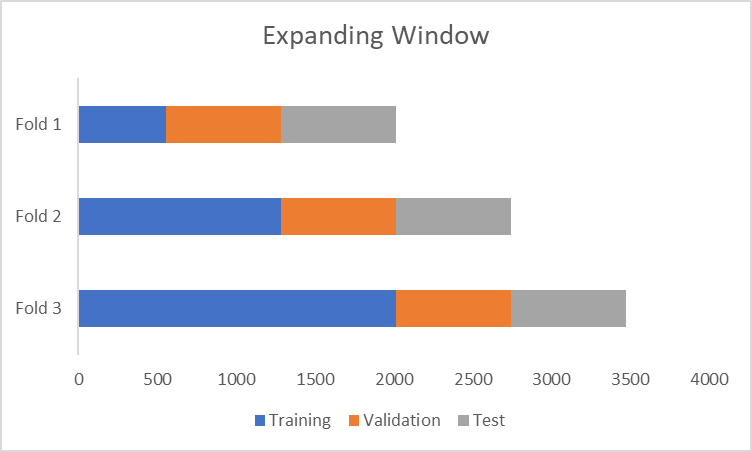 Expanding Window
Fold 1
Fold 2
Fold 3
0 500 1000 1500 2000 2500 3000 3500 4000
Training Validation Test